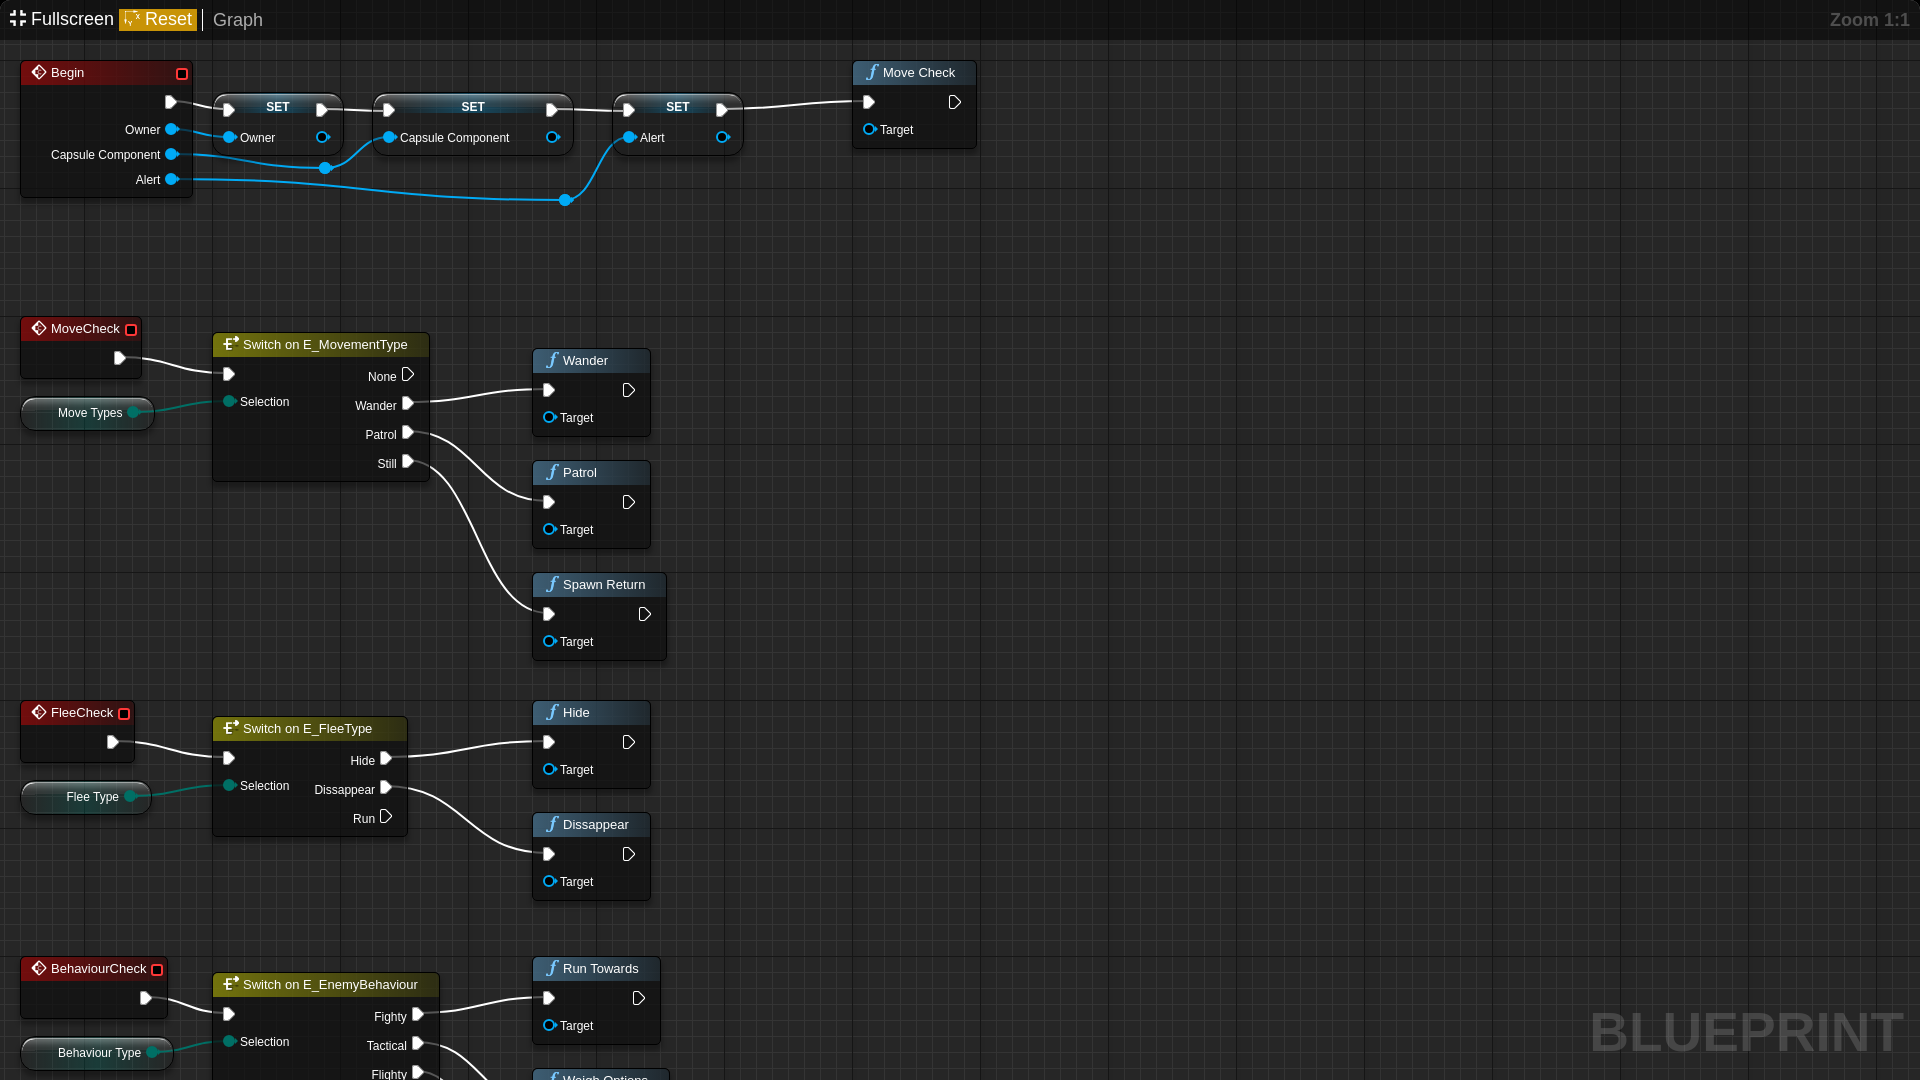 Fullscreen Reset Graph
Zoom 1:1
Begin
Owner
Capsule Component
Alert
SET
Owner
SET
Capsule Component
SET
Alert
Move Check
Target
MoveCheck
Move Types
Switch on E_MovementType
None
Selection
Wander
Patrol
Still
Wander
Target
Patrol
Target
Spawn Return
Target
FleeCheck
Flee Type
Switch on E_FleeType
Hide
Selection
Dissappear
Run
Hide
Target
Dissappear
Target
BehaviourCheck
Behaviour Type
Switch on E_EnemyBehaviour
Fighty
Selection
Tactical
Flighty
Run Towards
Target
Weigh Options
BLUEPRINT